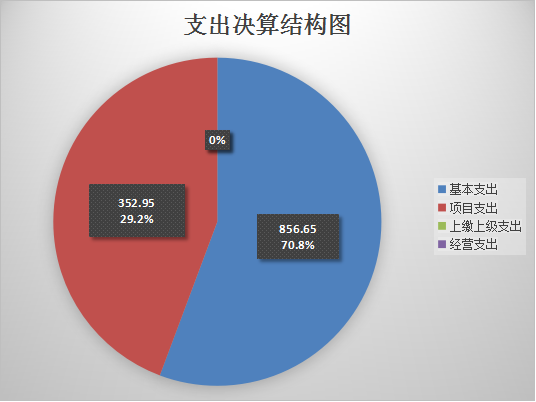 支出决算结构图
0%
352.95
29.2%
856.65
70.8%
基本支出
项目支出
上缴上级支出
经营支出